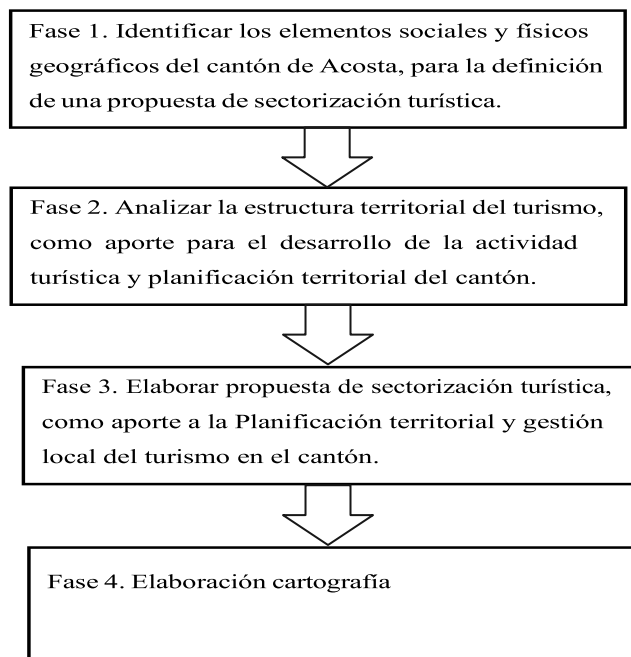 Fase 1. Identificar los elementos sociales y físicos
geográficos del cantón de Acosta, para la definición
de una propuesta de sectorización turística.
Fase 2. Analizar la estructura territorial del turismo,
como aporte para el desarrollo de la actividad
turística y planificación territorial del cantón.
Fase 3. Elaborar propuesta de sectorización turística,
como aporte a la Planificación territorial y gestión
local del turismo en el cantón.
Fase 4. Elaboración cartografía